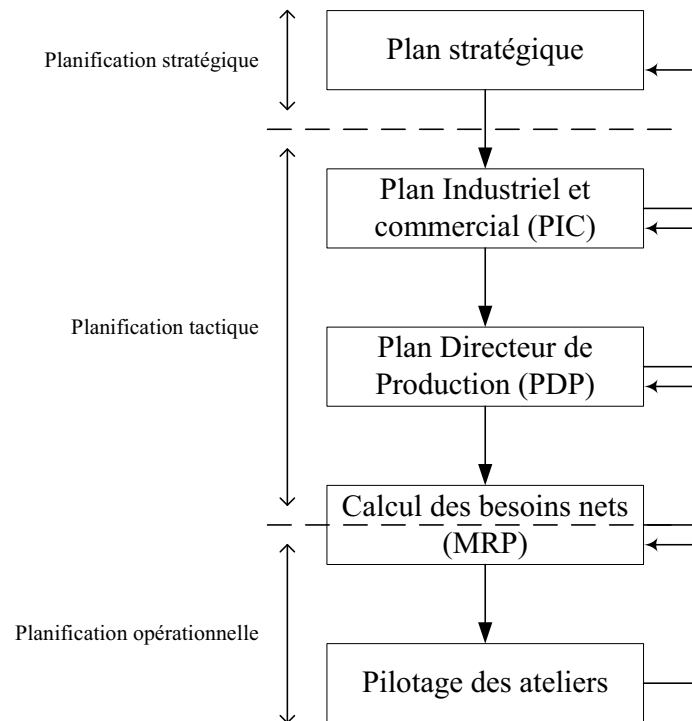 Planification stratégique
Plan stratégique
Plan Industriel et
commercial (PIC)
Planification tactique
Plan Directeur de
Production (PDP)
Calcul des besoins nets
(MRP)
Planification opérationnelle
Pilotage des ateliers